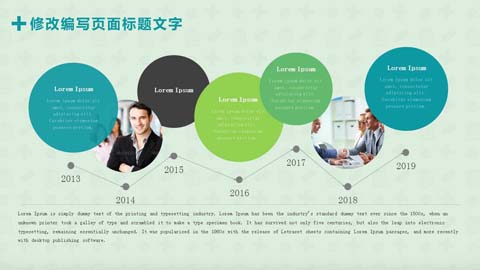 修改编写页面标题文字
Lorem Ipsum
Lorem ipsum dolor sit
amet, consectetur
adipiscing elit.
Curabitur elementum
posuere pretium.
Lorem Ipsum
Lorem Ipsum
Lorem ipsum dolor sit
amet, consectetur
adipiscing elit.
Curabitur elementum
posuere pretium.
Lorem Ipsum
Lorem ipsum dolor sit
amet, consectetur
adipiscing elit.
Curabitur elementum
posuere pretium.
Lorem Ipsum
Lorem ipsum dolor sit
amet, consectetur
adipiscing elit.
Curabitur elementum
posuere pretium.
2013
2014
2015
2016
2017
2018
2019
Lorem Ipsum is simply dummy text of the printing and typesetting industry. Lorem Ipsum has been the industry's standard dummy text ever since the 1500s, when an
unknown printer took a galley of type and scrambled it to make a type specimen book. It has survived not only five centuries, but also the leap into electronic
typesetting, remaining essentially unchanged. It was popularised in the 1960s with the release of Letraset sheets containing Lorem Ipsum passages, and more recently
with desktop publishing software.